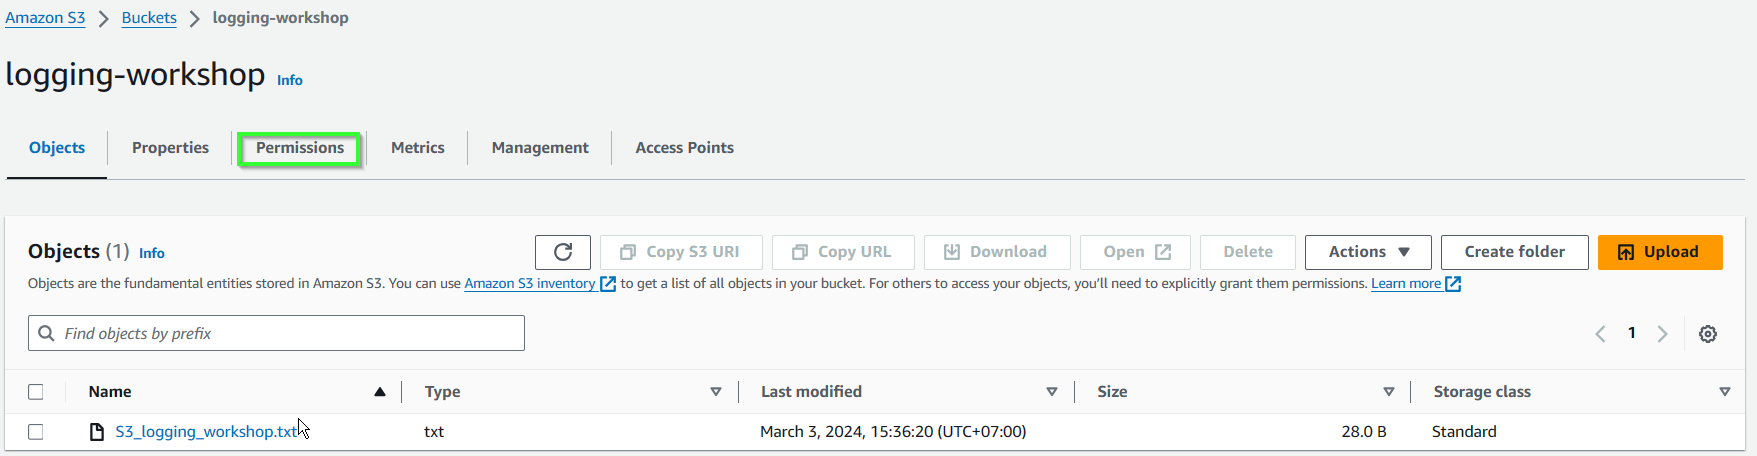 Amazon S3 > Buckets > logging-workshop
logging-workshop Info
Objects Properties Permissions Metrics Management Access Points
Objects (1) Info Copy S3 URI Copy URL Download Open Delete Actions Create folder Upload
Objects are the fundamental entities stored in Amazon S3. You can use Amazon S3 inventory to get a list of all objects in your bucket. For others to access your objects, you'll need to explicitly grant them permissions. Learn more
Find objects by prefix 1
Name Type Last modified Size Storage class
S3_logging_workshop.txt txt March 3, 2024, 15:36:20 (UTC+07:00) 28.0 B Standard